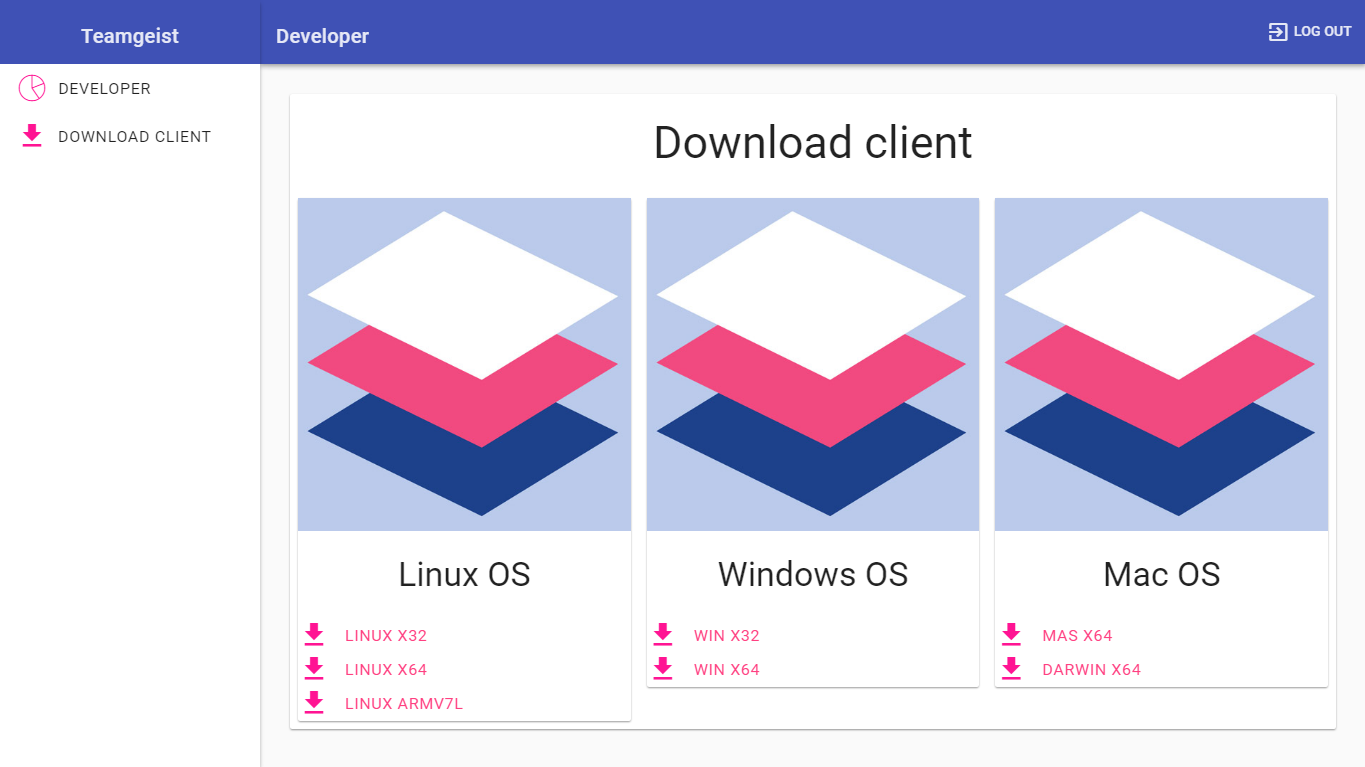 Teamgeist
Developer
LOG OUT
DEVELOPER
DOWNLOAD CLIENT
Download client
Linux OS
LINUX X32
LINUX X64
LINUX ARMV7L
Windows OS
WIN X32
WIN X64
Mac OS
MAS X64
DARWIN X64